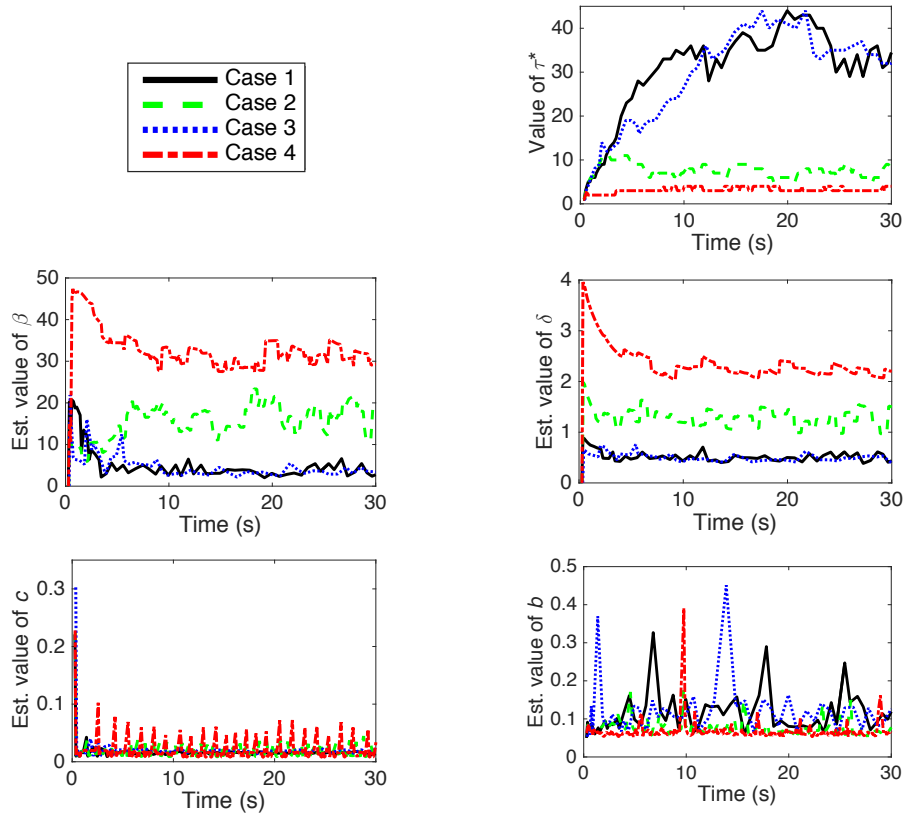 Case 1
Case 2
Case 3
Case 4
Value of τ*
40
30
20
10
0
0 10 20 30
Time (s)
Est. value of β
50
40
30
20
10
0
0 10 20 30
Time (s)
Est. value of δ
4
3
2
1
0
0 10 20 30
Time (s)
Est. value of c
0.3
0.2
0.1
0
0 10 20 30
Time (s)
Est. value of b
0.5
0.4
0.3
0.2
0.1
0
0 10 20 30
Time (s)